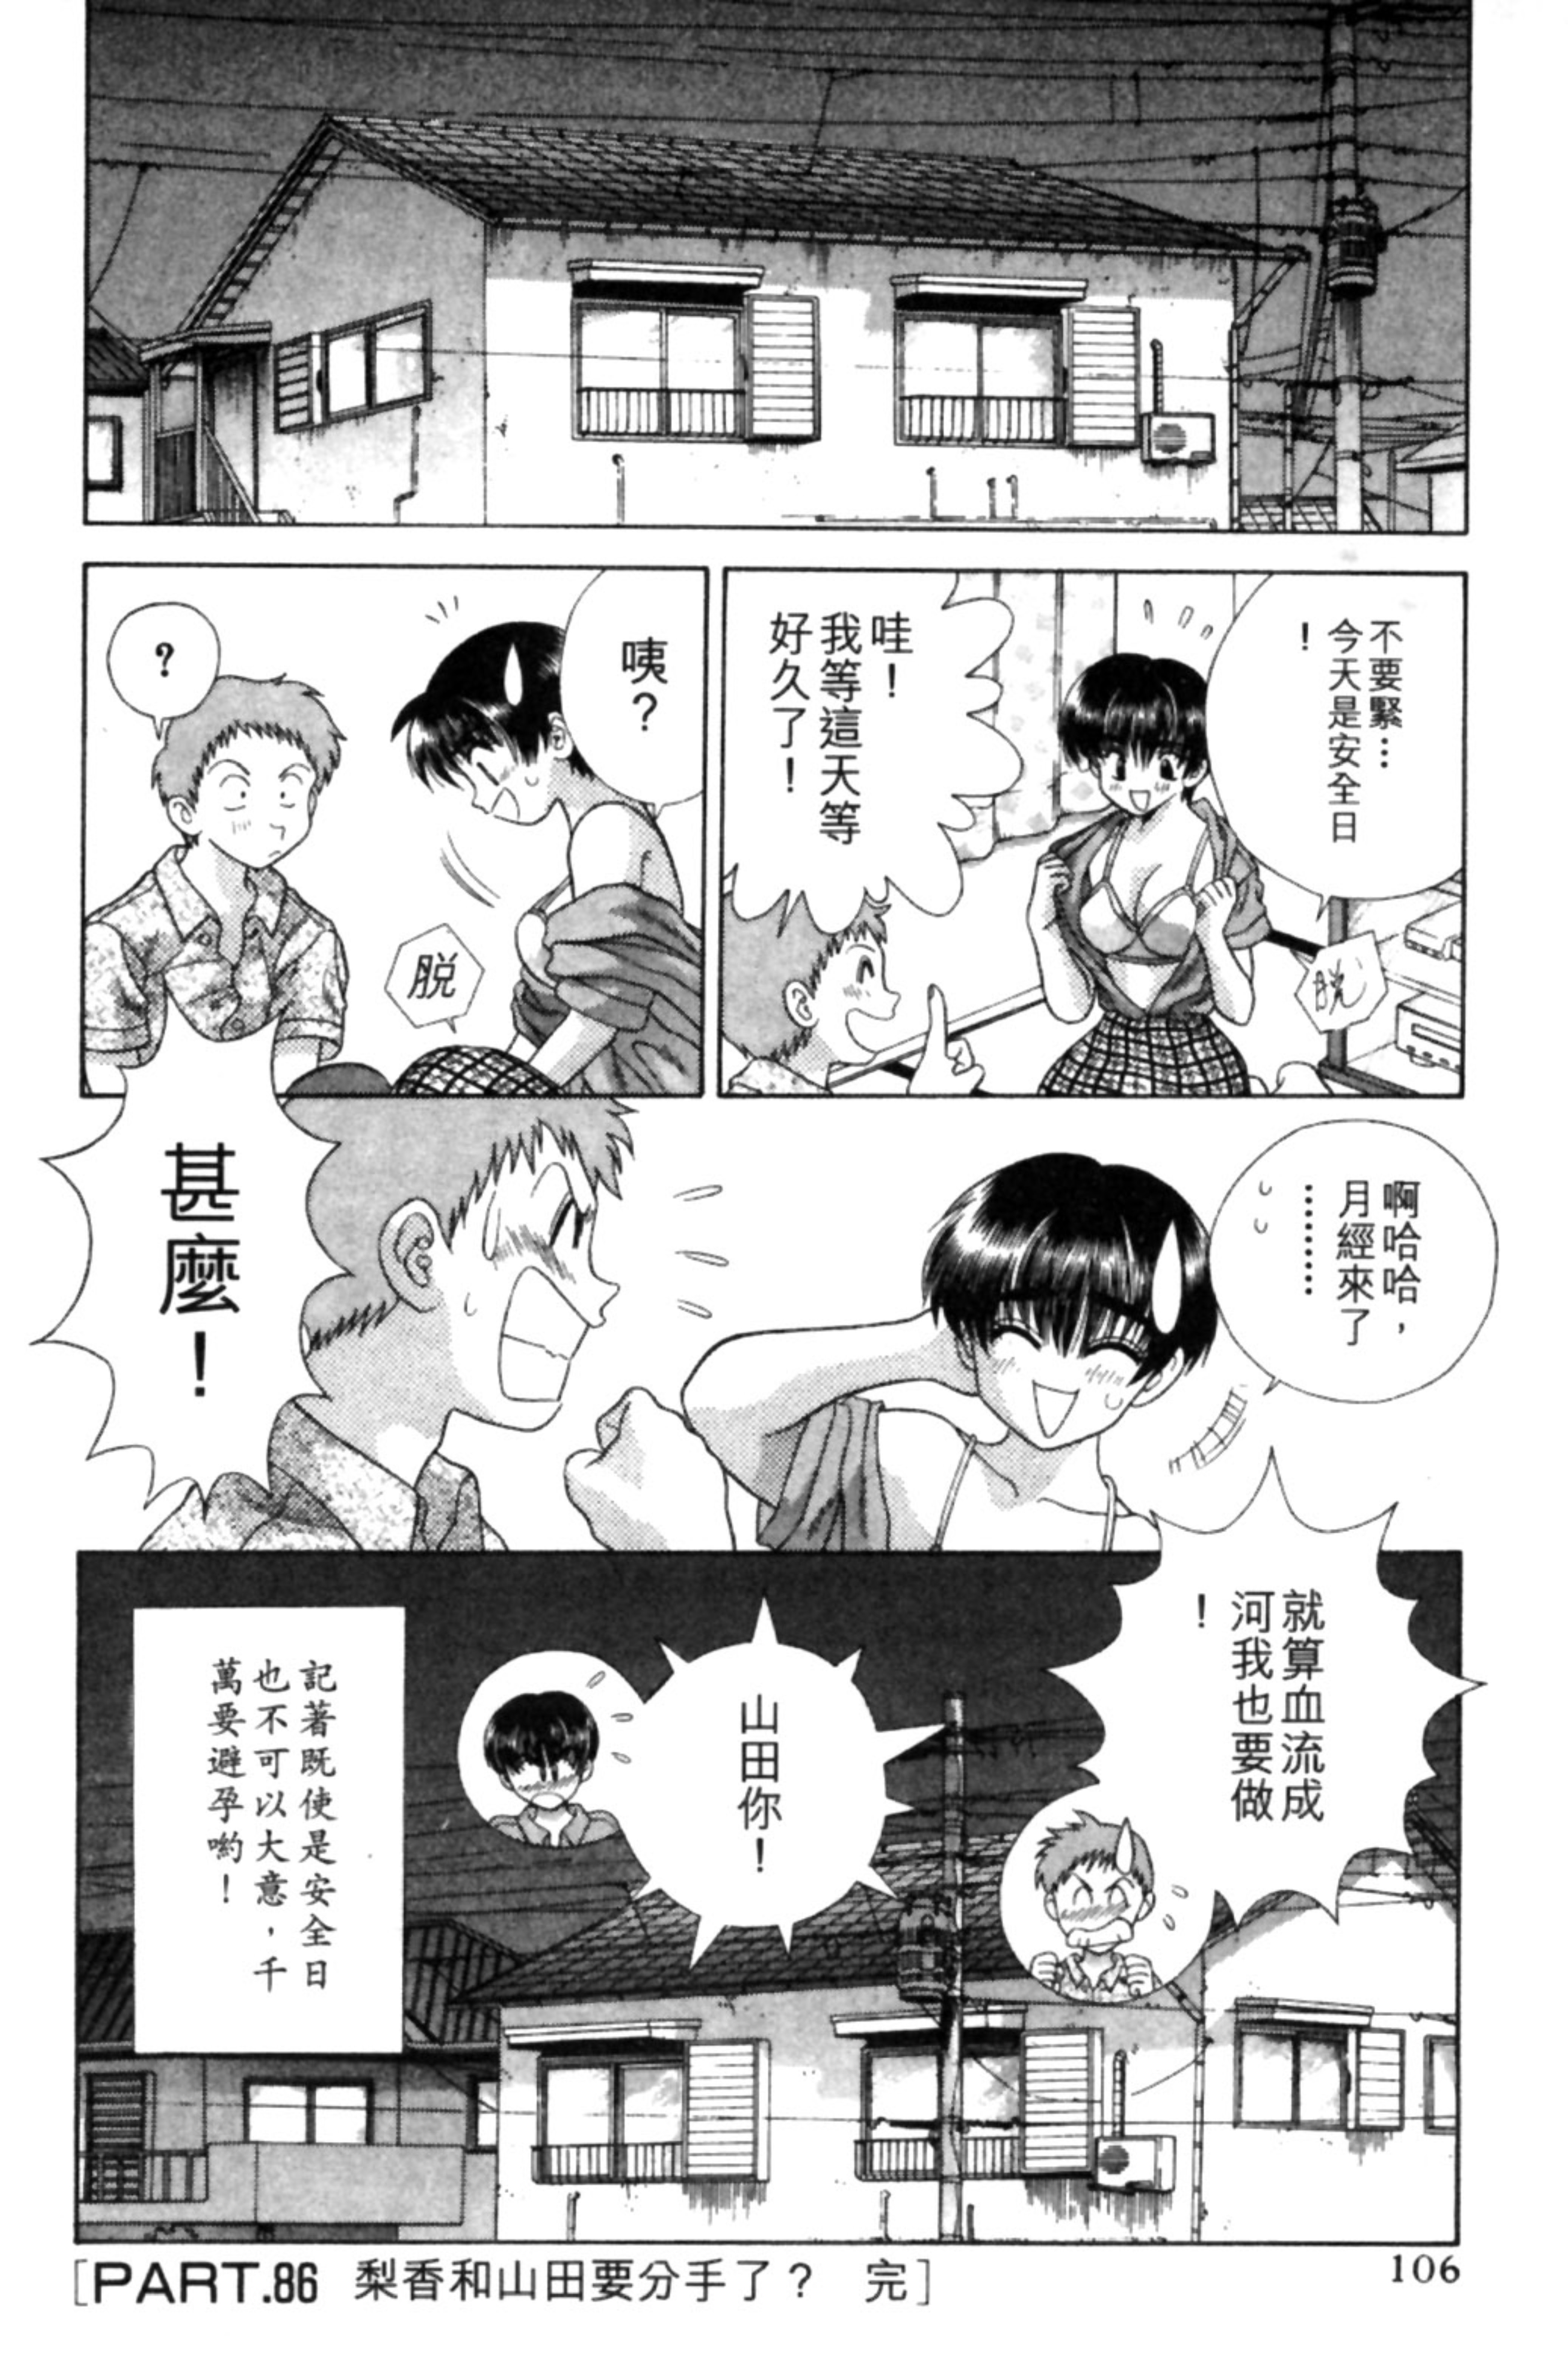 不要緊…
今天是安全日
！
脱
哇！
我等這天等
好久了！
咦？
脱
？
啊哈哈，
月經來了
………
甚麼！
就算血流成
河我也要做
！
山田你！
記著既使是安全日
也不可以大意，千
萬要避孕喲！
[PART.86 梨香和山田要分手了？ 完]
106